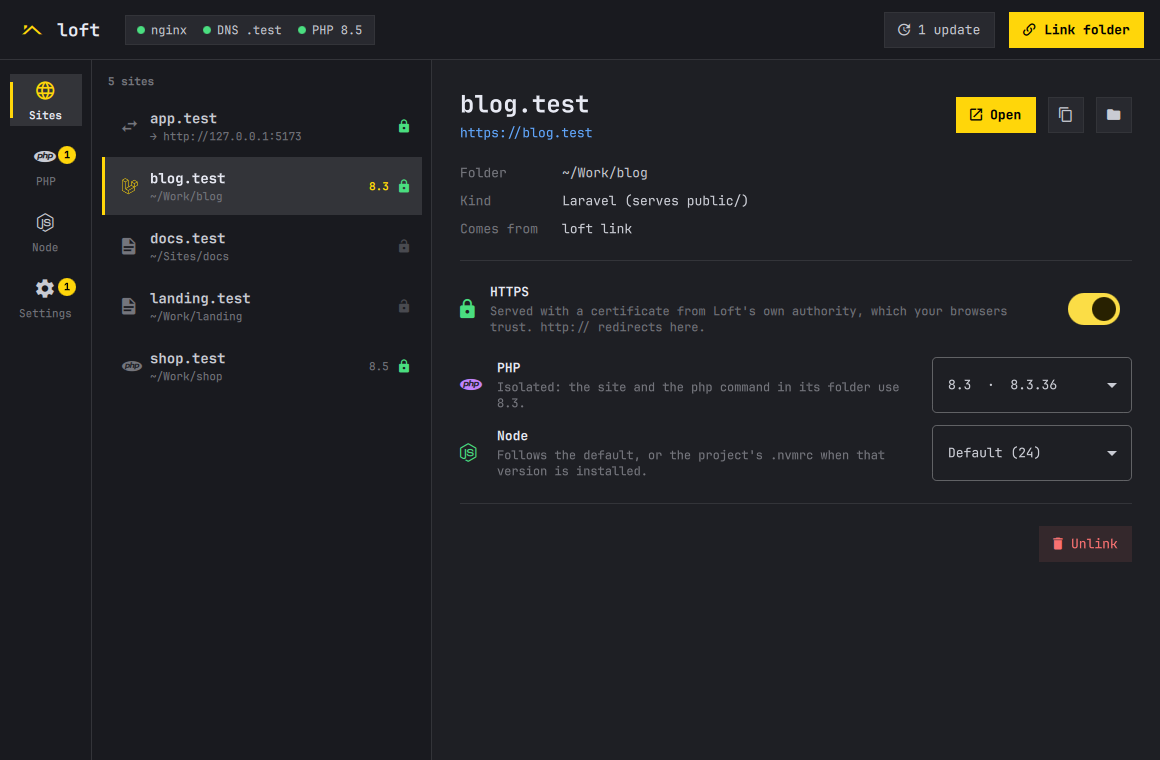 loft
nginx DNS .test PHP 8.5
1 update
Link folder
Sites
PHP 1
Node
Settings 1
5 sites
app.test
→ http://127.0.0.1:5173
blog.test
~/Work/blog
8.3
docs.test
~/Sites/docs
landing.test
~/Work/landing
php
shop.test
~/Work/shop
8.5
blog.test
https://blog.test
Open
Folder ~/Work/blog
Kind Laravel (serves public/)
Comes from loft link
HTTPS
Served with a certificate from Loft's own authority, which your browsers
trust. http:// redirects here.
php
PHP
Isolated: the site and the php command in its folder use
8.3.
8.3 · 8.3.36
JS
Node
Follows the default, or the project's .nvmrc when that
version is installed.
Default (24)
Unlink